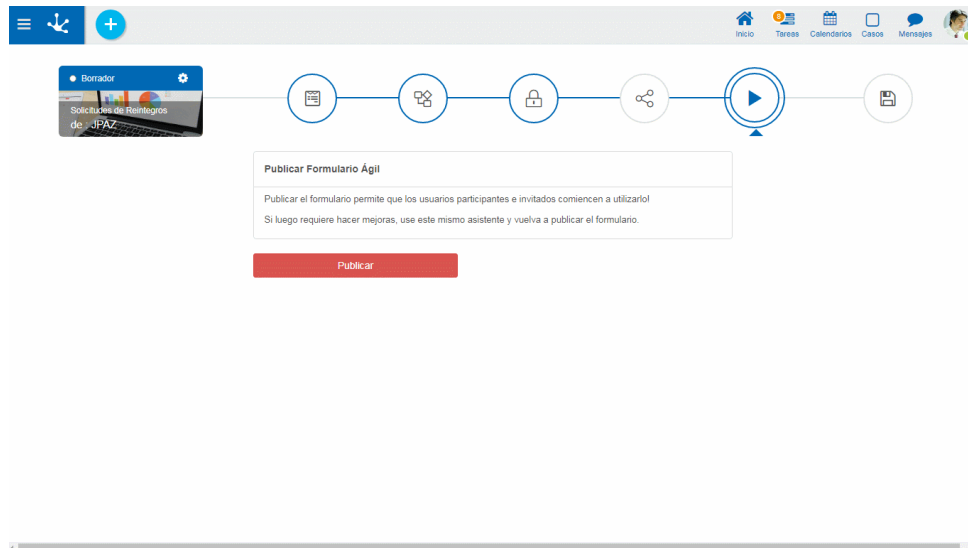 Inicio
8
Tareas
Calendarios
Casos
Mensajes
Borrador
Solicitudes de Reintegros
de : JPAZ
Publicar Formulario Ágil
Publicar el formulario permite que los usuarios participantes e invitados comiencen a utilizarlo!
Si luego requiere hacer mejoras, use este mismo asistente y vuelva a publicar el formulario.
Publicar